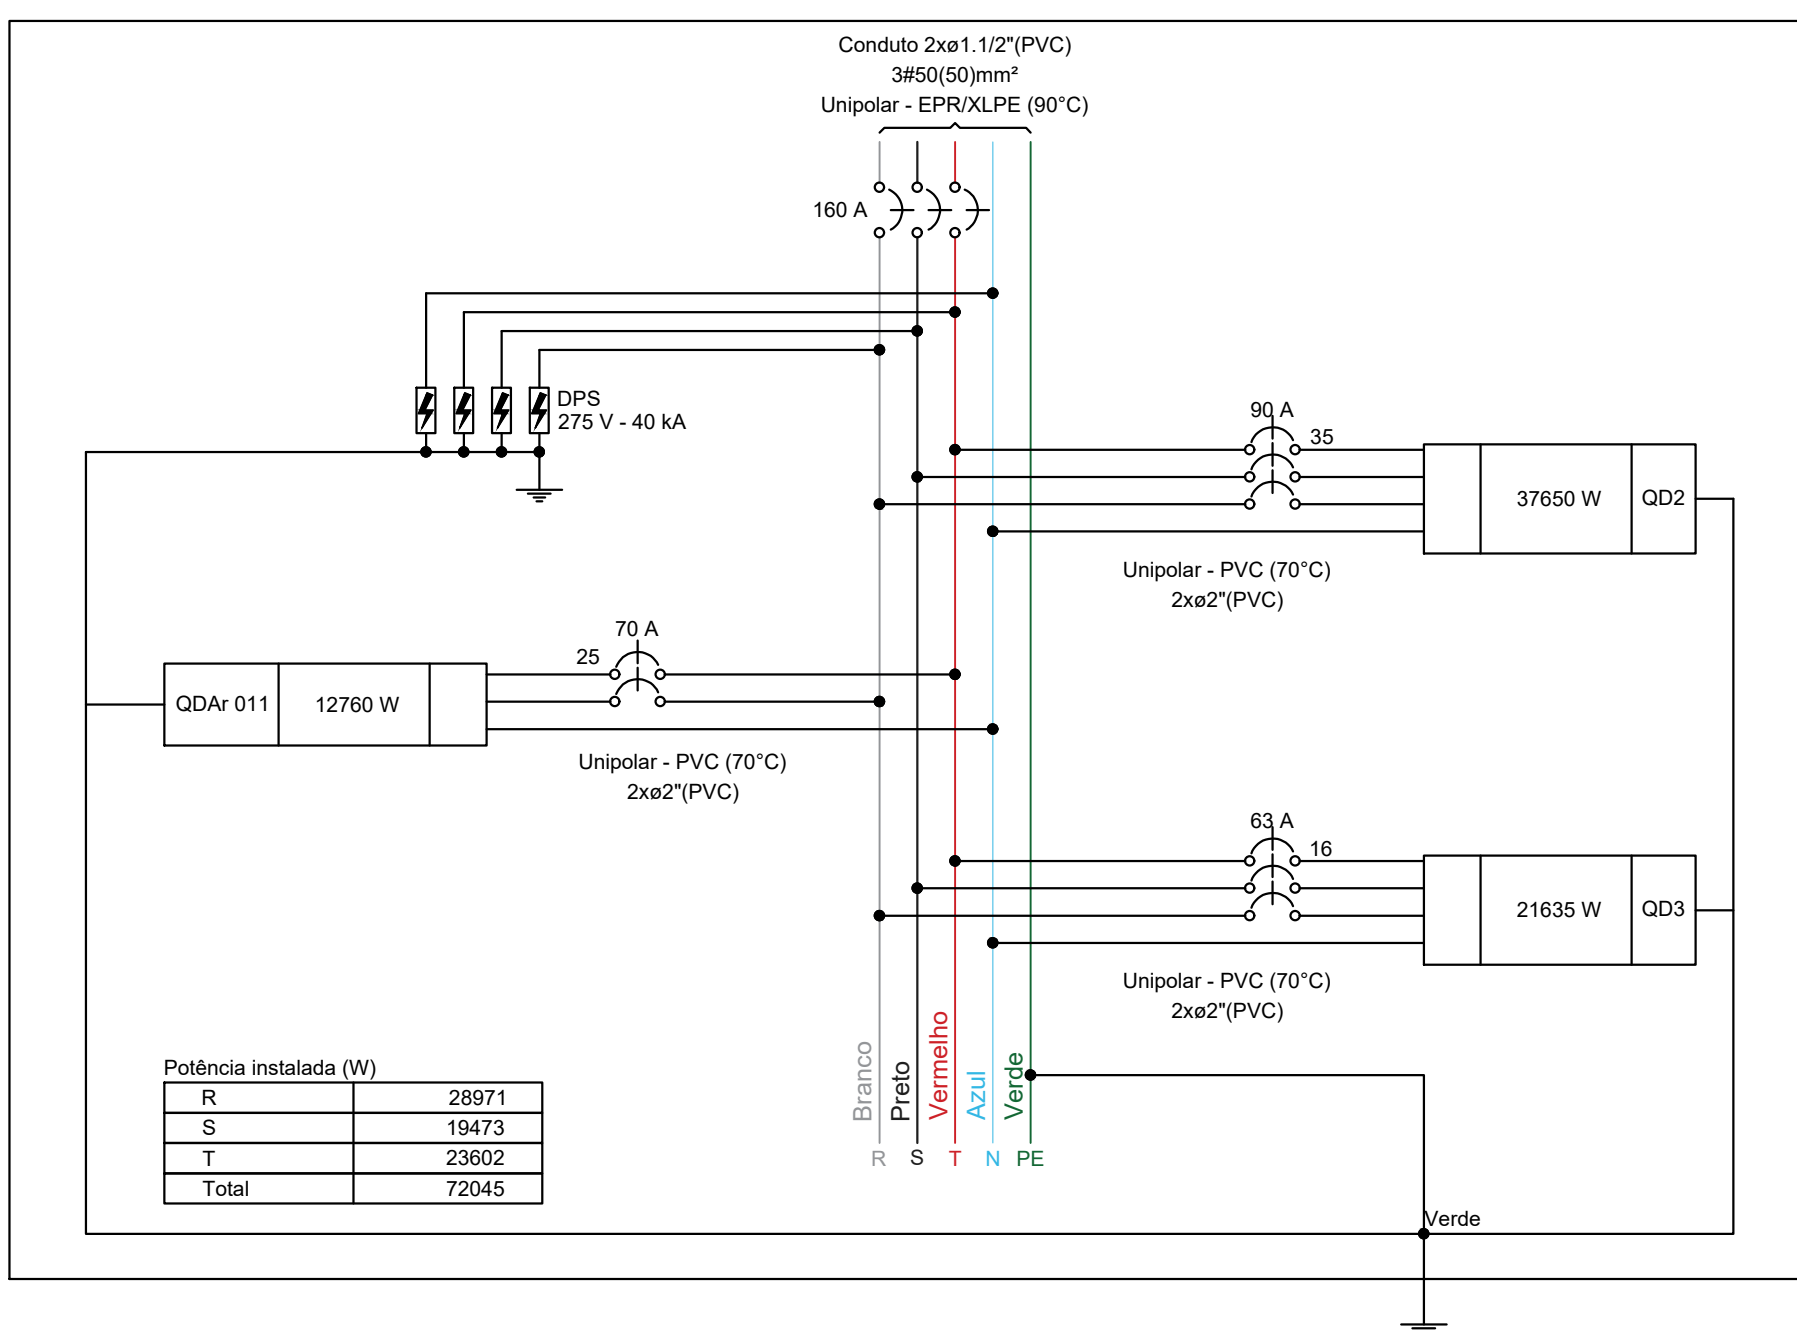 Conduto 2xø1.1/2"(PVC)
3#50(50)mm²
Unipolar - EPR/XLPE (90°C)
160 A
DPS
275 V - 40 kA
90 A
35
37650 W
QD2
Unipolar - PVC (70°C)
2xø2"(PVC)
70 A
25
QDAr 011
12760 W
Unipolar - PVC (70°C)
2xø2"(PVC)
63 A
16
21635 W
QD3
Unipolar - PVC (70°C)
2xø2"(PVC)
Branco
Preto
Vermelho
Azul
Verde
R S T N PE
Potência instalada (W)
R 28971
S 19473
T 23602
Total 72045
Verde